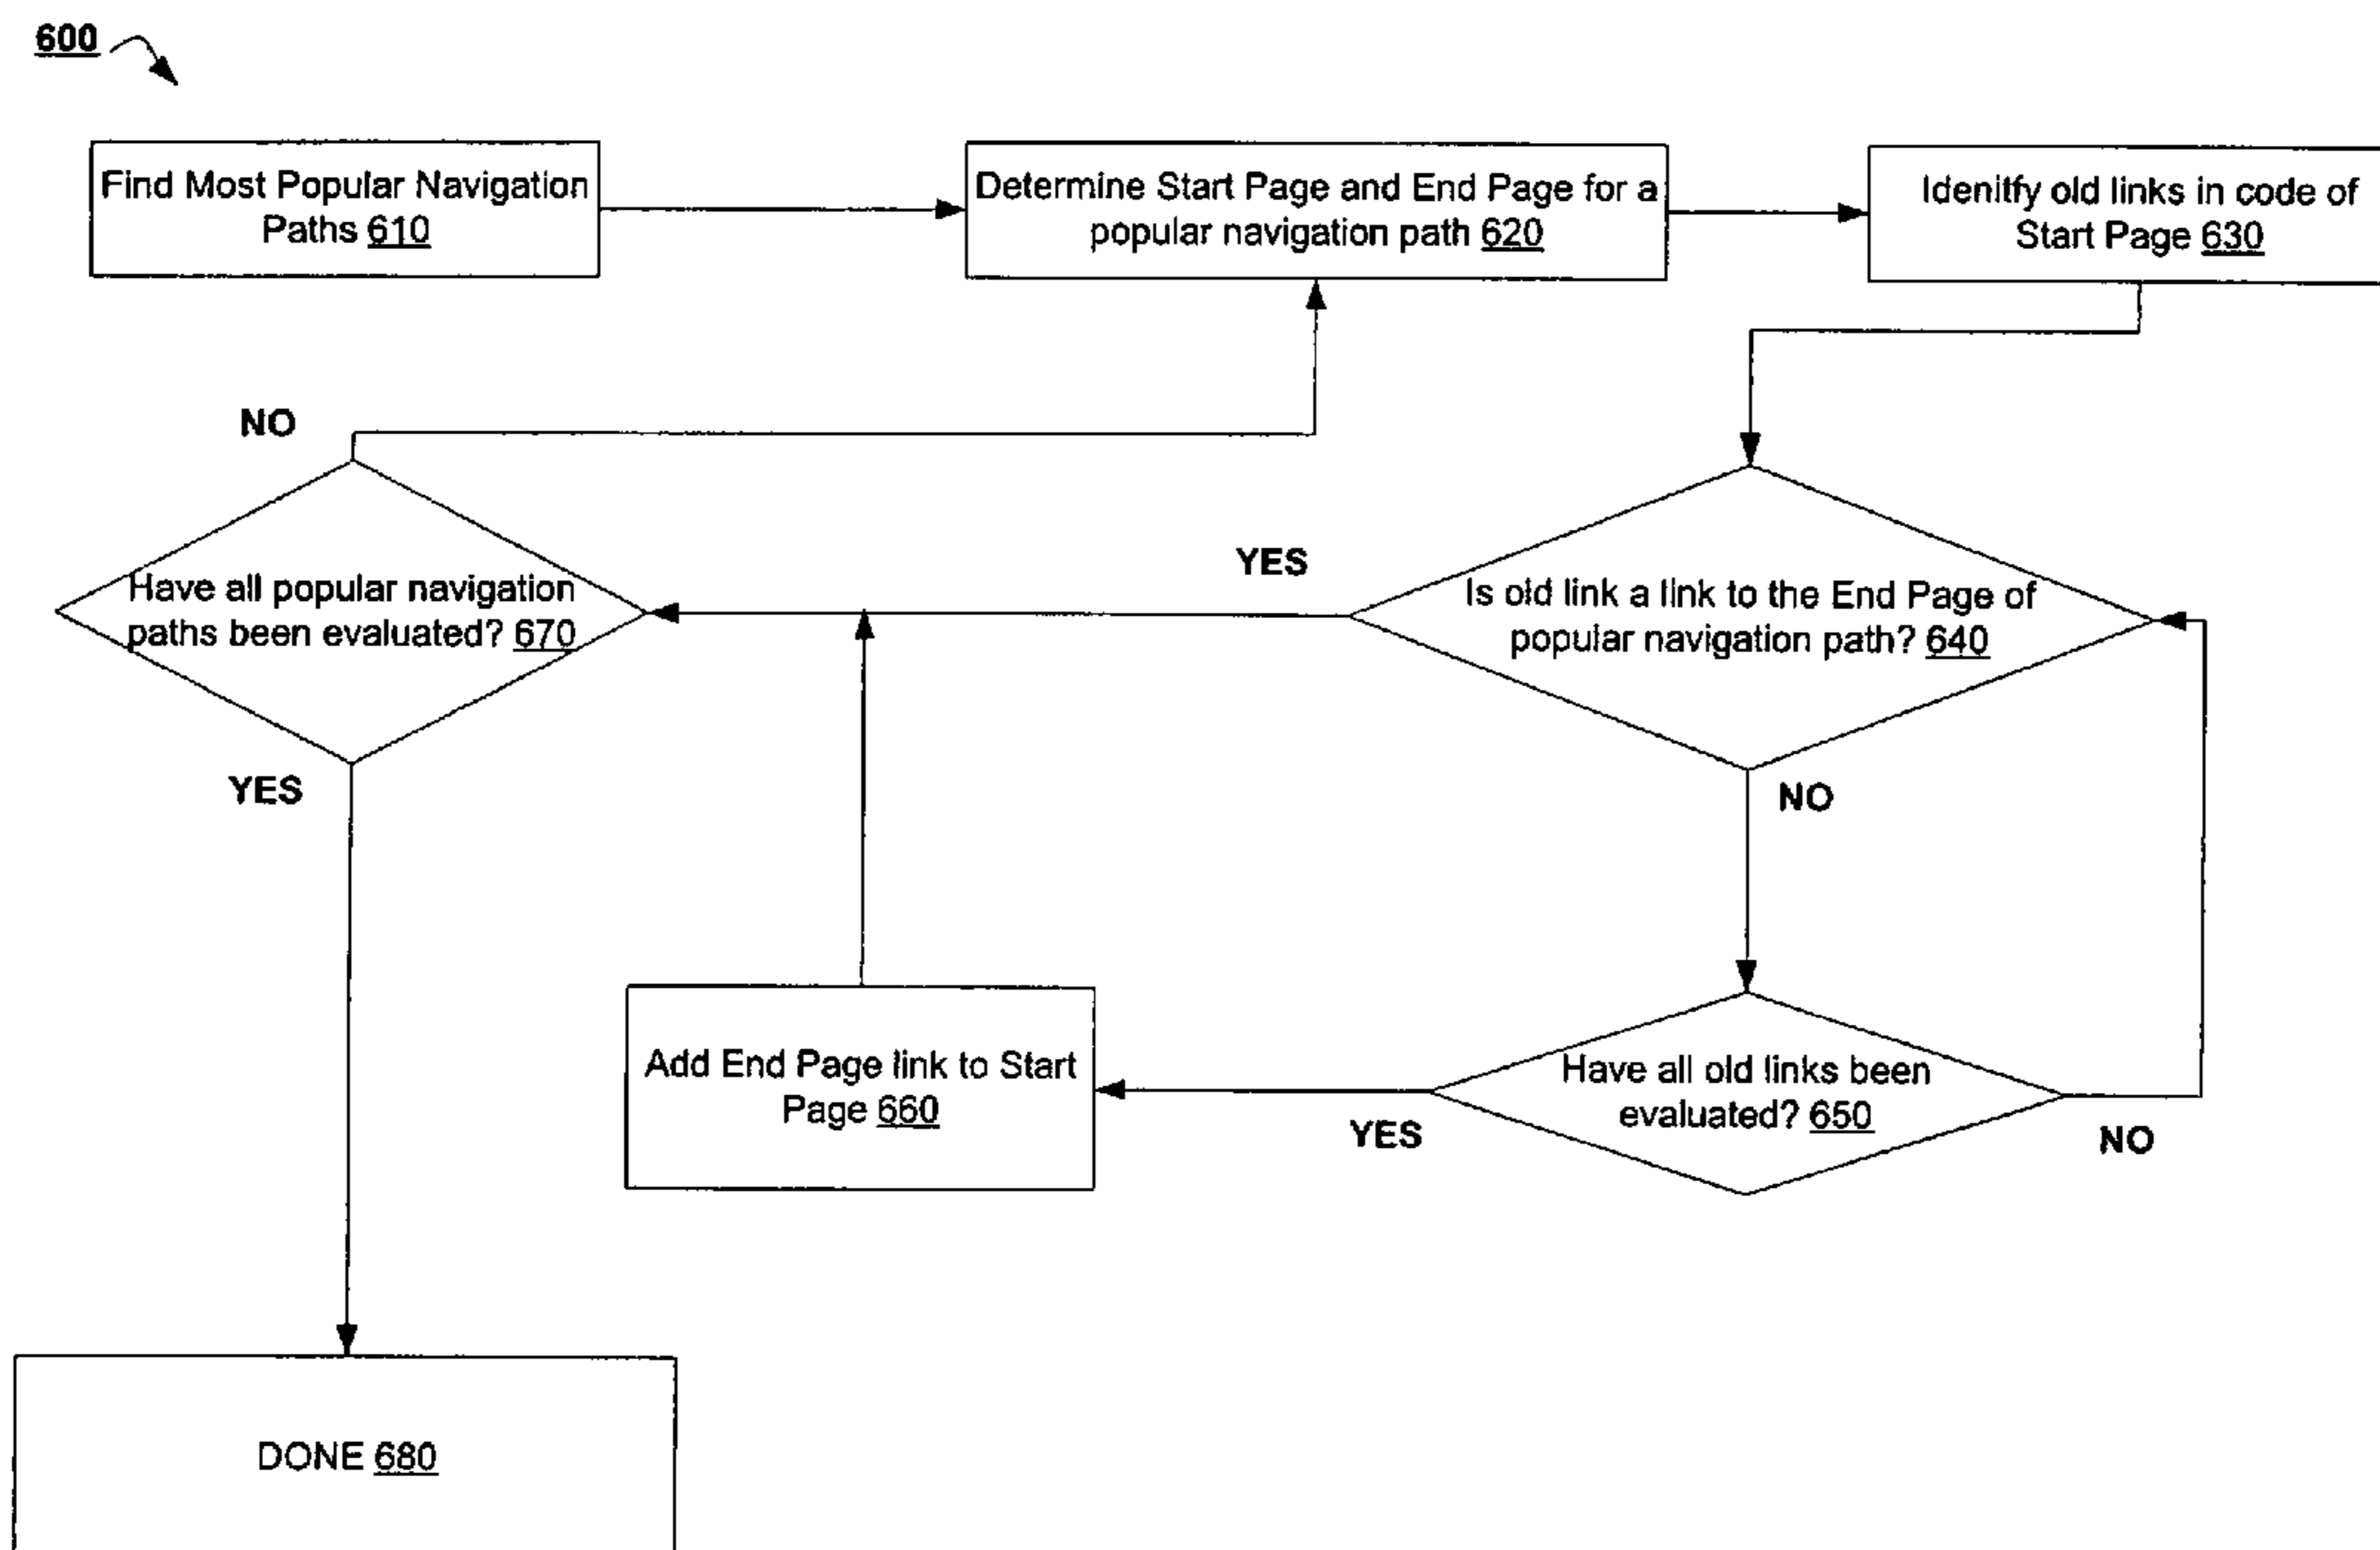 600
Find Most Popular Navigation
Paths 610
Determine Start Page and End Page for a
popular navigation path 620
Idenitfy old links in code of
Start Page 630
NO
Have all popular navigation
paths been evaluated? 670
YES
YES
Is old link a link to the End Page of
popular navigation path? 640
NO
Add End Page link to Start
Page 660
Have all old links been
evaluated? 650
YES
NO
DONE 680